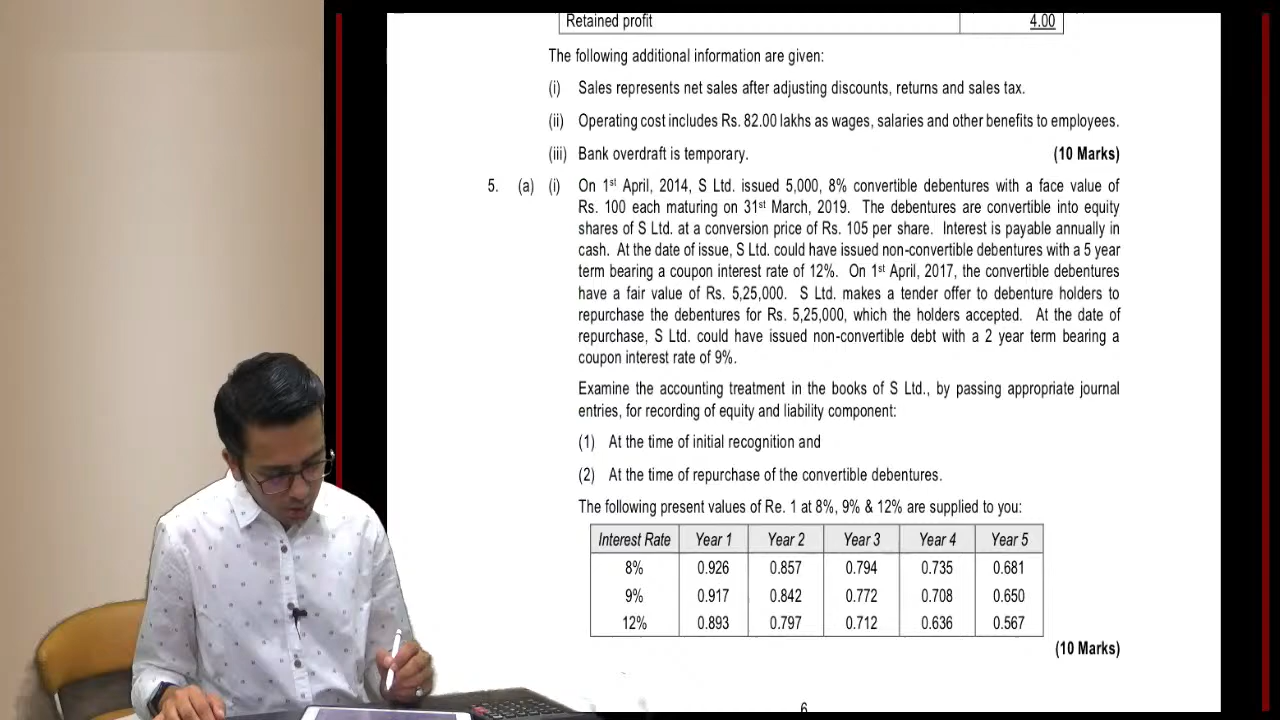 Retained profit 4.00
The following additional information are given:
(i) Sales represents net sales after adjusting discounts, returns and sales tax.
(ii) Operating cost includes Rs. 82.00 lakhs as wages, salaries and other benefits to employees.
(iii) Bank overdraft is temporary. (10 Marks)
5. (a) (i) On 1st April, 2014, S Ltd. issued 5,000, 8% convertible debentures with a face value of
Rs. 100 each maturing on 31st March, 2019. The debentures are convertible into equity
shares of S Ltd. at a conversion price of Rs. 105 per share. Interest is payable annually in
cash. At the date of issue, S Ltd. could have issued non-convertible debentures with a 5 year
term bearing a coupon interest rate of 12%. On 1st April, 2017, the convertible debentures
have a fair value of Rs. 5,25,000. S Ltd. makes a tender offer to debenture holders to
repurchase the debentures for Rs. 5,25,000, which the holders accepted. At the date of
repurchase, S Ltd. could have issued non-convertible debt with a 2 year term bearing a
coupon interest rate of 9%.
Examine the accounting treatment in the books of S Ltd., by passing appropriate journal
entries, for recording of equity and liability component:
(1) At the time of initial recognition and
(2) At the time of repurchase of the convertible debentures.
The following present values of Re. 1 at 8%, 9% & 12% are supplied to you:
Interest Rate Year 1 Year 2 Year 3 Year 4 Year 5
8% 0.926 0.857 0.794 0.735 0.681
9% 0.917 0.842 0.772 0.708 0.650
12% 0.893 0.797 0.712 0.636 0.567
(10 Marks)
6